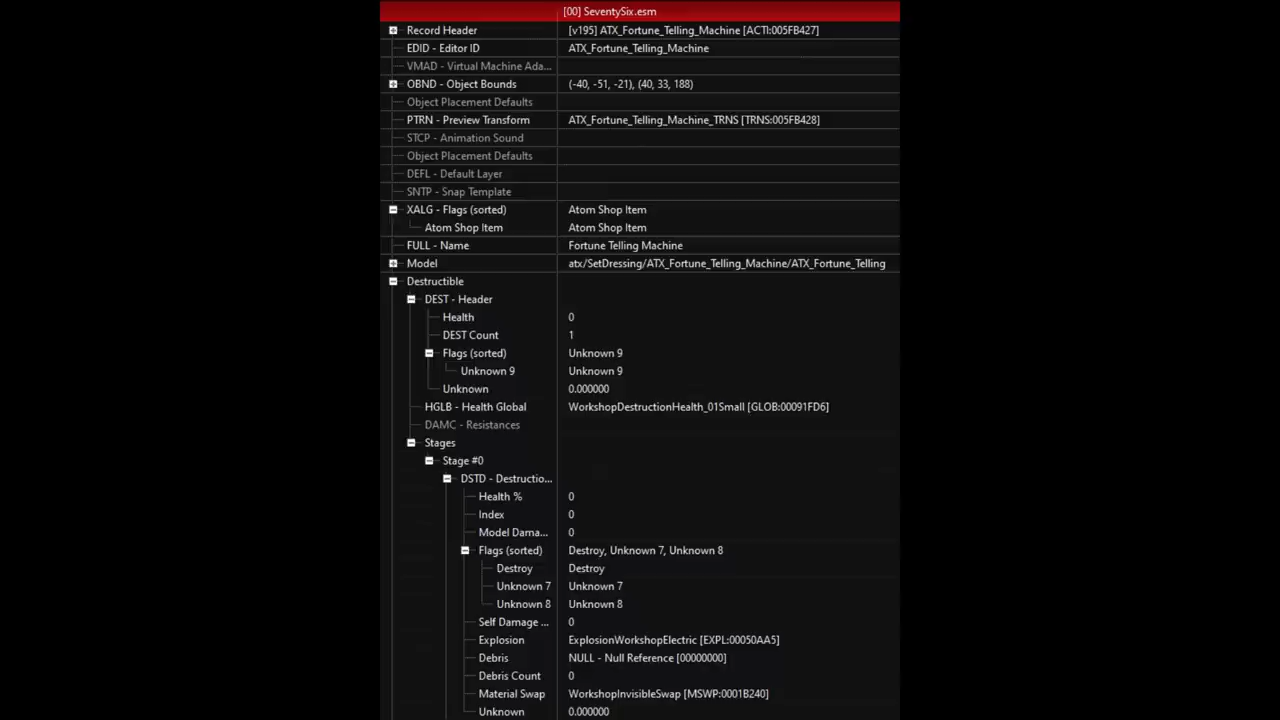 [00] SeventySix.esm
Record Header [v195] ATX_Fortune_Telling_Machine [ACTI:005FB427]
EDID - Editor ID ATX_Fortune_Telling_Machine
VMAD - Virtual Machine Ada...
OBND - Object Bounds (-40, -51, -21), (40, 33, 188)
Object Placement Defaults
PTRN - Preview Transform ATX_Fortune_Telling_Machine_TRNS [TRNS:005FB428]
STCP - Animation Sound
Object Placement Defaults
DEFL - Default Layer
SNTP - Snap Template
XALG - Flags (sorted) Atom Shop Item
Atom Shop Item Atom Shop Item
FULL - Name Fortune Telling Machine
Model atx/SetDressing/ATX_Fortune_Telling_Machine/ATX_Fortune_Telling
Destructible
DEST - Header
Health 0
DEST Count 1
Flags (sorted) Unknown 9
Unknown 9 Unknown 9
Unknown 0.000000
HGLB - Health Global WorkshopDestructionHealth_01Small [GLOB:00091FD6]
DAMC - Resistances
Stages
Stage #0
DSTD - Destructio...
Health % 0
Index 0
Model Dama... 0
Flags (sorted) Destroy, Unknown 7, Unknown 8
Destroy Destroy
Unknown 7 Unknown 7
Unknown 8 Unknown 8
Self Damage ... 0
Explosion ExplosionWorkshopElectric [EXPL:00050AA5]
Debris NULL - Null Reference [00000000]
Debris Count 0
Material Swap WorkshopInvisibleSwap [MSWP:0001B240]
Unknown 0.000000